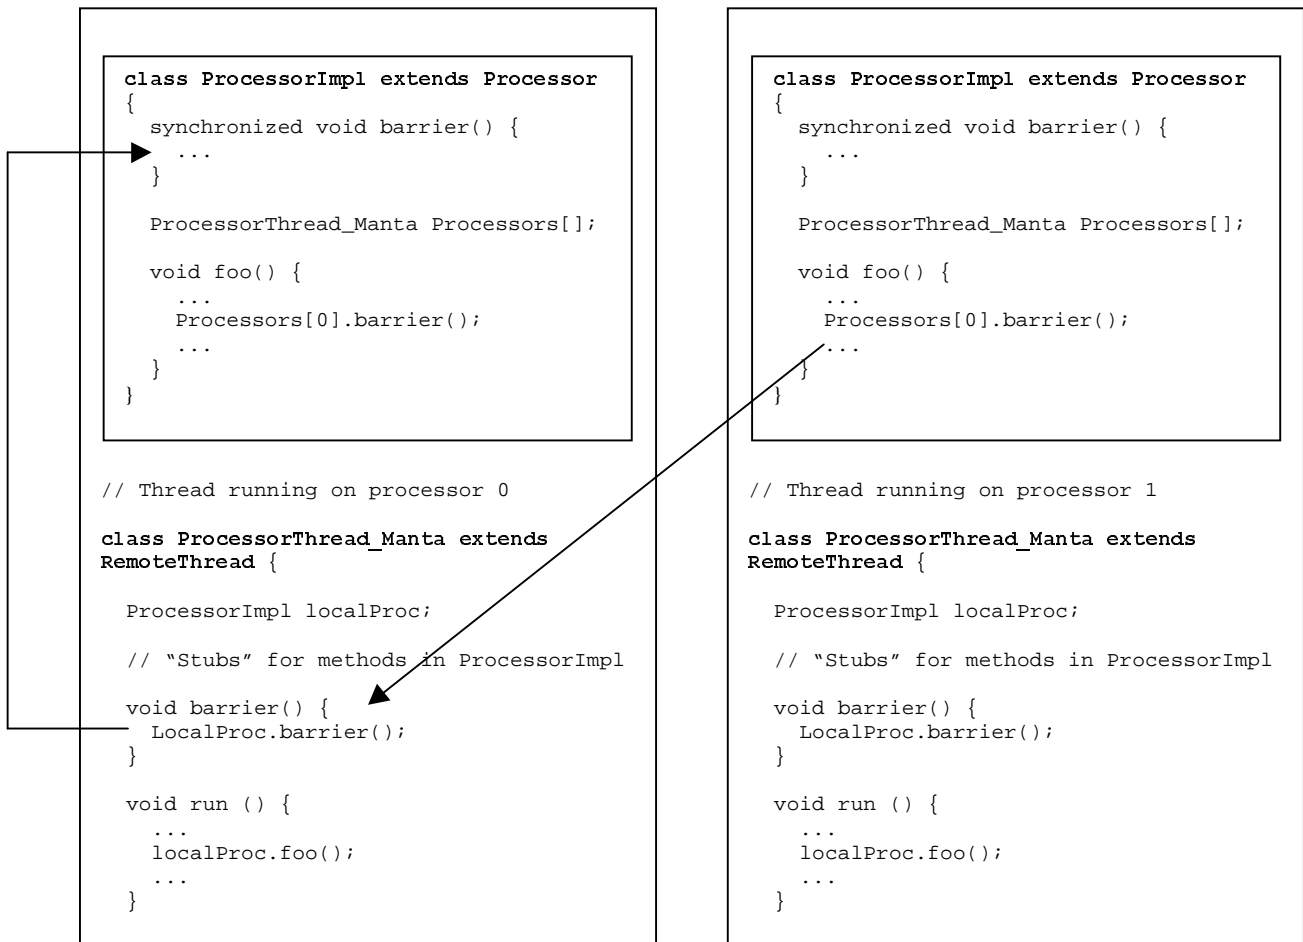 class ProcessorImpl extends Processor
{
synchronized void barrier() {
...
}
ProcessorThread_Manta Processors[];
void foo() {
...
Processors[0].barrier();
...
}
}
// Thread running on processor 0
class ProcessorThread_Manta extends
RemoteThread {
ProcessorImpl localProc;
// “Stubs” for methods in ProcessorImpl
void barrier() {
LocalProc.barrier();
}
void run () {
...
localProc.foo();
...
}
class ProcessorImpl extends Processor
{
synchronized void barrier() {
...
}
ProcessorThread_Manta Processors[];
void foo() {
...
Processors[0].barrier();
...
}
}
// Thread running on processor 1
class ProcessorThread_Manta extends
RemoteThread {
ProcessorImpl localProc;
// “Stubs” for methods in ProcessorImpl
void barrier() {
LocalProc.barrier();
}
void run () {
...
localProc.foo();
...
}